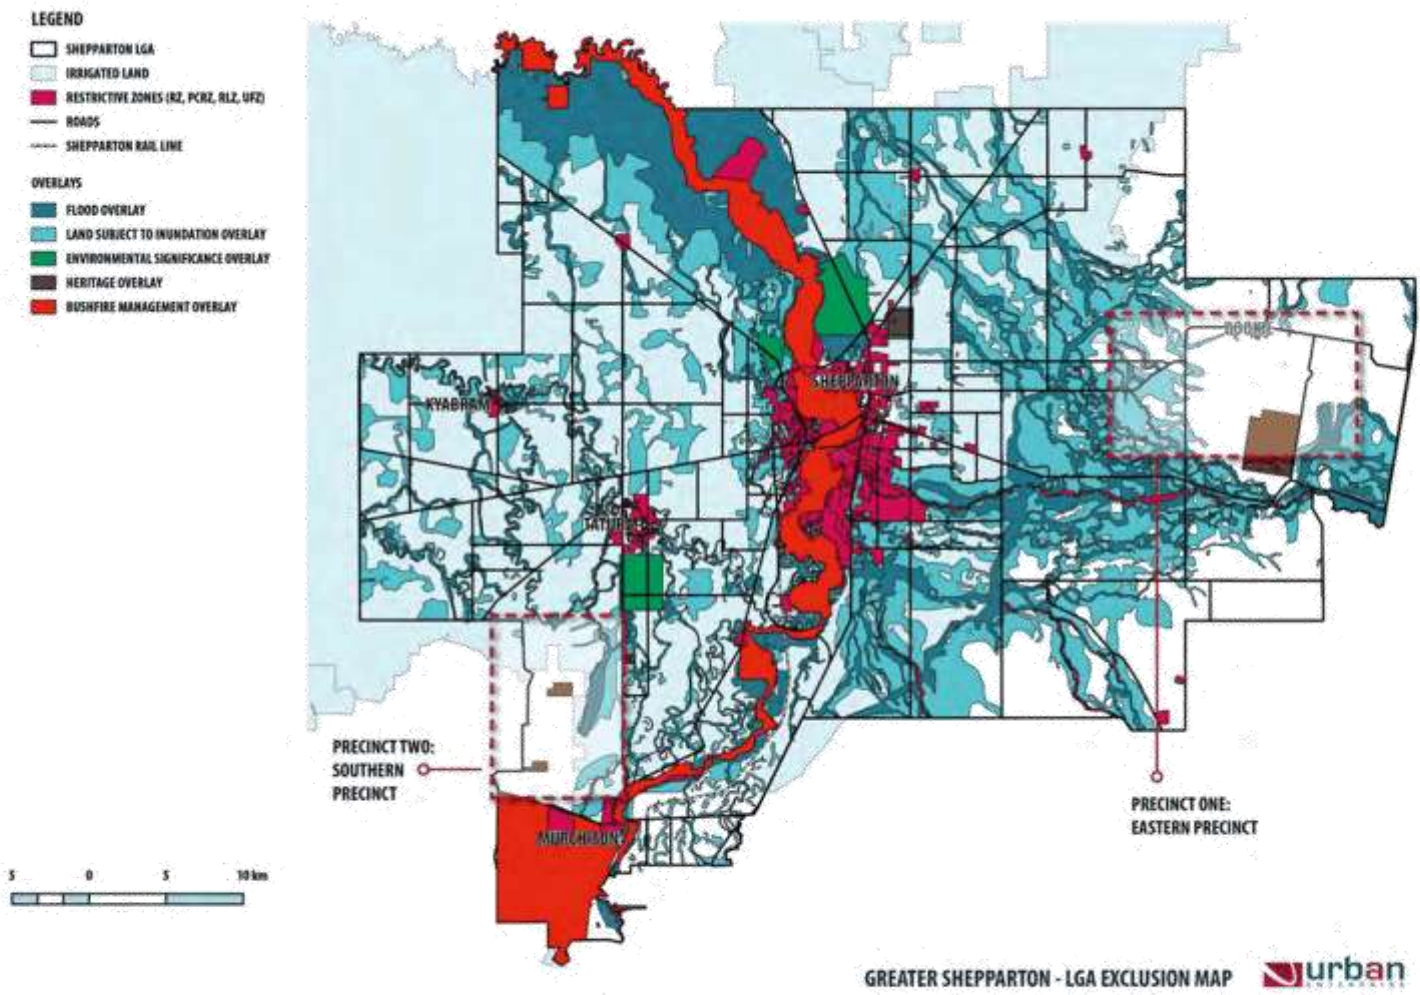 LEGEND
SHEPPARTON LGA
IRRIGATED LAND
RESTRICTIVE ZONES (RZ, PCRZ, RLZ, UFZ)
ROADS
SHEPPARTON RAIL LINE
OVERLAYS
FLOOD OVERLAY
LAND SUBJECT TO INUNDATION OVERLAY
ENVIRONMENTAL SIGNIFICANCE OVERLAY
HERITAGE OVERLAY
BUSHFIRE MANAGEMENT OVERLAY
DOOKIE
SHEPPARTON
KYABRAM
TATURA
PRECINCT TWO:
SOUTHERN
PRECINCT
PRECINCT ONE:
EASTERN PRECINCT
MURCHISON
5 0 5 10 km
GREATER SHEPPARTON - LGA EXCLUSION MAP
urban
ENTERPRISE